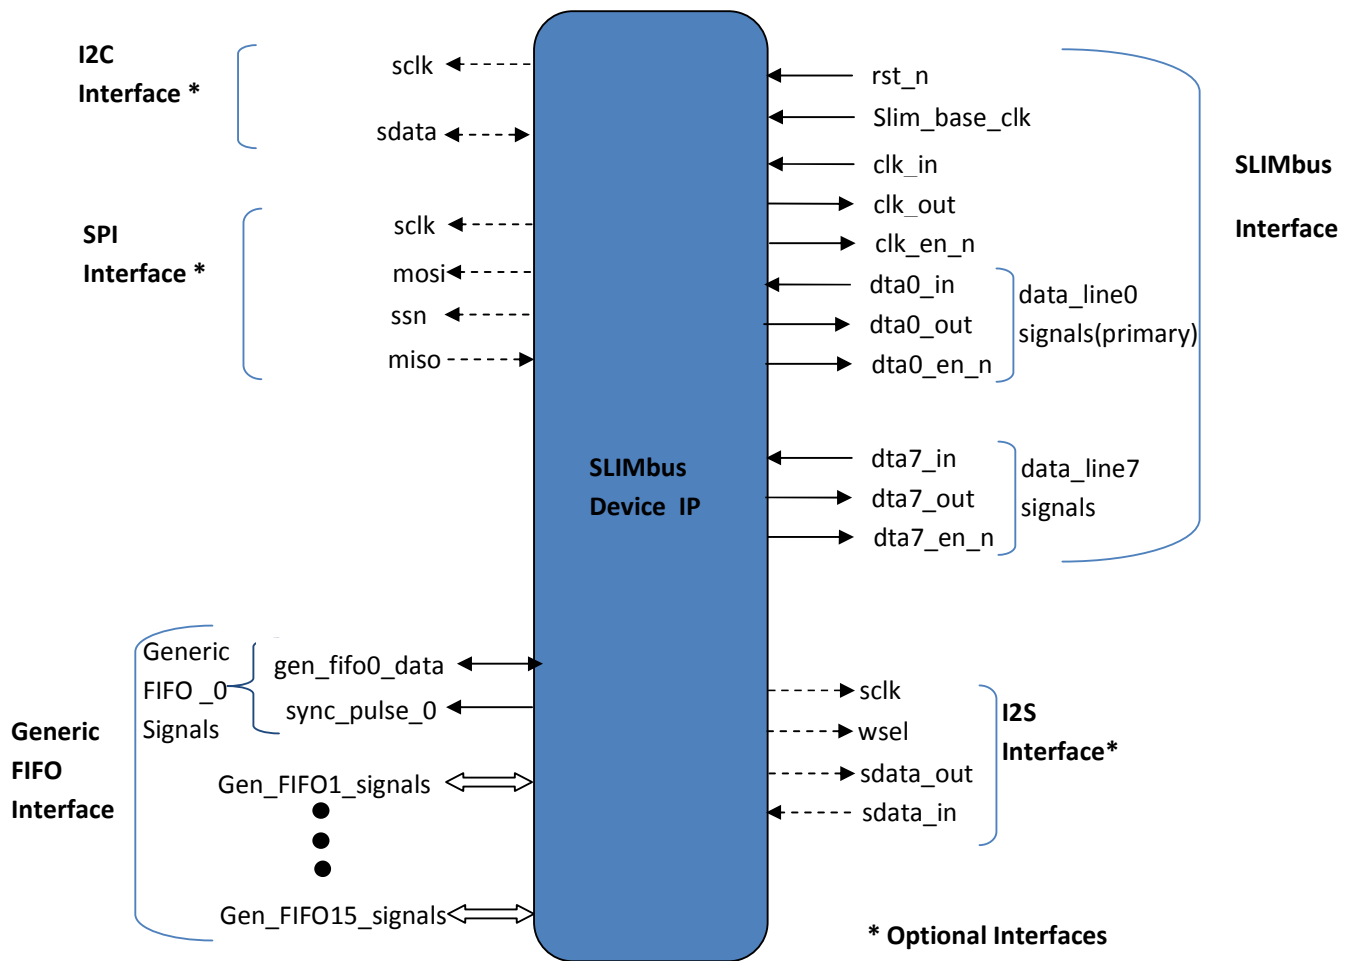 I2C
Interface *
sclk
sdata
SPI
Interface *
sclk
mosi
ssn
miso
SLIMbus
Device IP
rst_n
Slim_base_clk
clk_in
clk_out
clk_en_n
dta0_in
dta0_out
dta0_en_n
data_line0
signals(primary)
SLIMbus
Interface
dta7_in
dta7_out
dta7_en_n
data_line7
signals
Generic
FIFO
Interface
Generic
FIFO _0
Signals
gen_fifo0_data
sync_pulse_0
Gen_FIFO1_signals
Gen_FIFO15_signals
sclk
wsel
sdata_out
sdata_in
I2S
Interface*
* Optional Interfaces